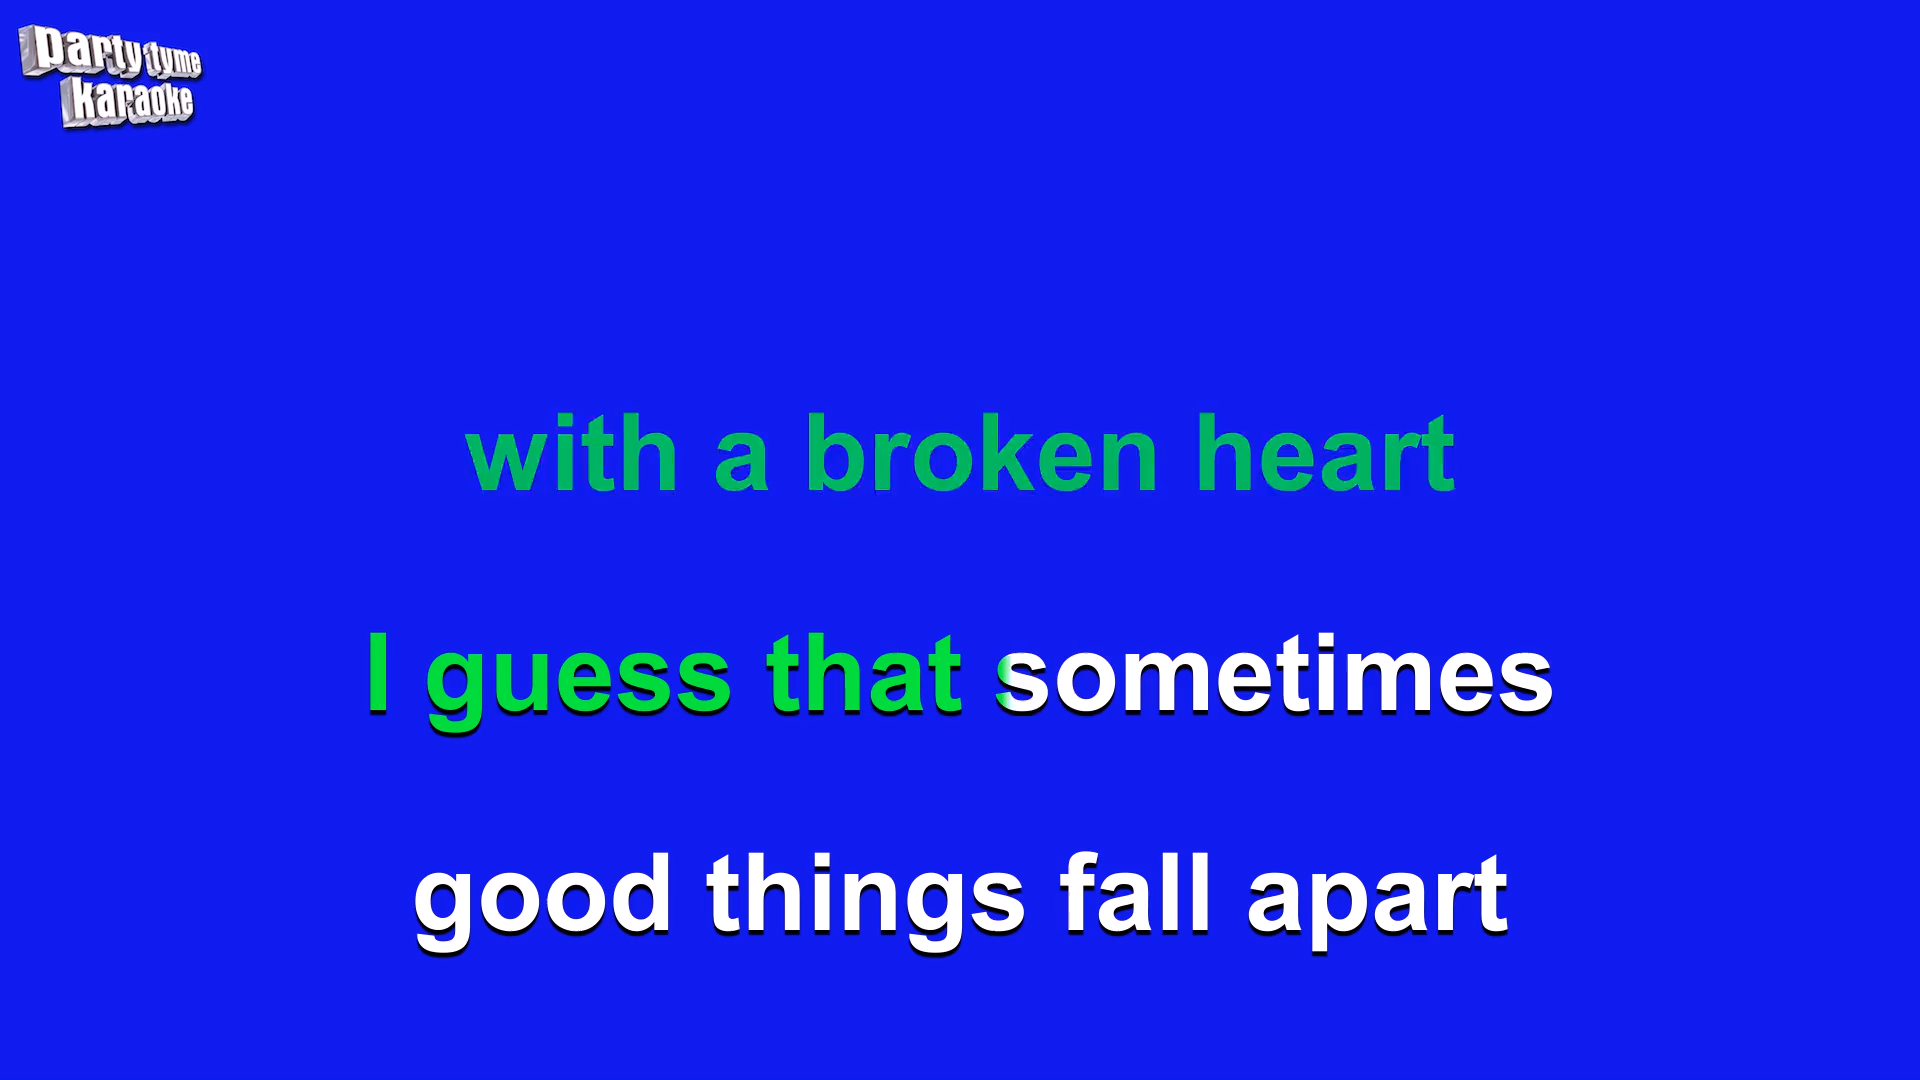 party tyme
karaoke
with a broken heart
I guess that sometimes
good things fall apart